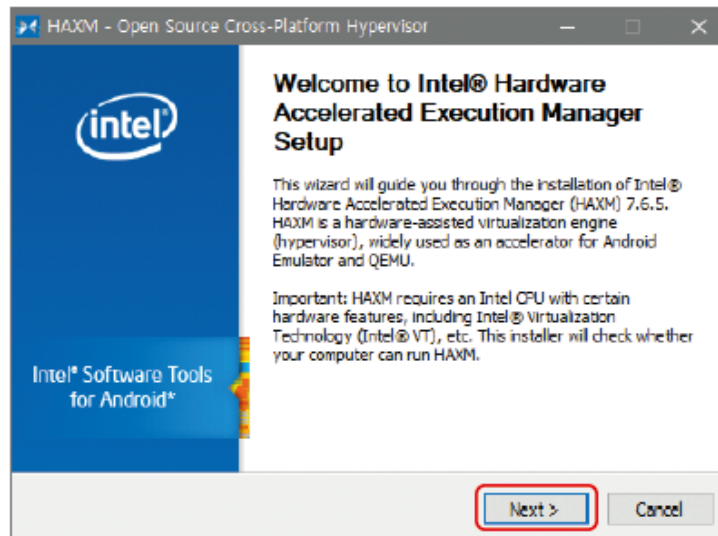 HAXM - Open Source Cross-Platform Hypervisor
intel
Welcome to Intel® Hardware
Accelerated Execution Manager
Setup
This wizard will guide you through the installation of Intel®
Hardware Accelerated Execution Manager (HAXM) 7.6.5.
HAXM is a hardware-assisted virtualization engine
(hypervisor), widely used as an accelerator for Android
Emulator and QEMU.
Important: HAXM requires an Intel CPU with certain
hardware features, including Intel® Virtualization
Technology (Intel® VT), etc. This installer will check whether
your computer can run HAXM.
Intel® Software Tools
for Android*
Next >
Cancel